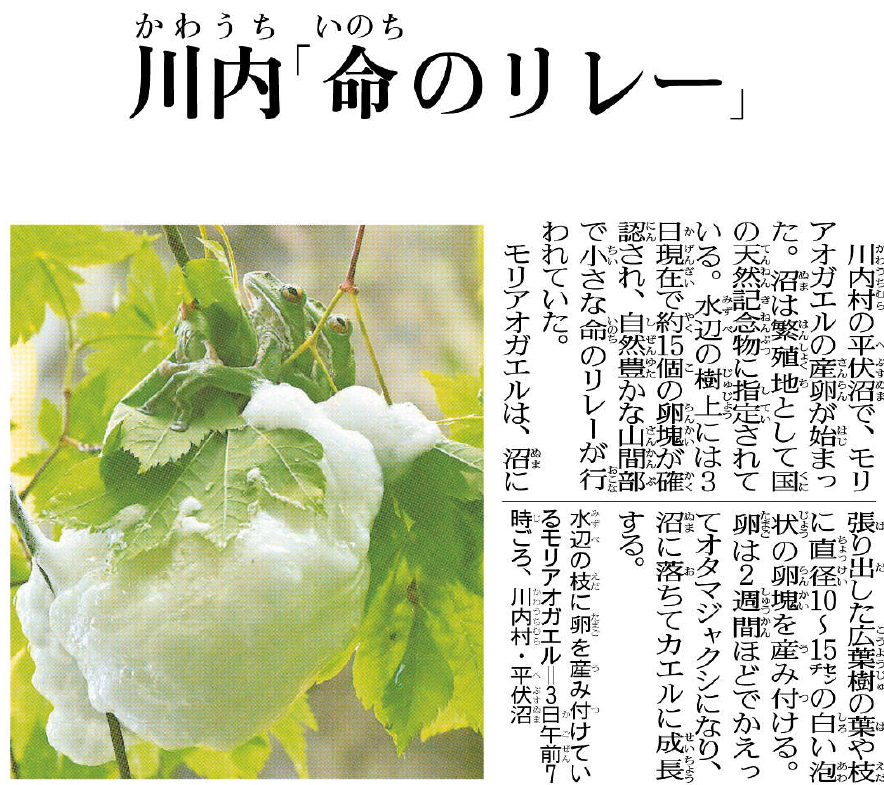 かわうち いのち
川内「命のリレー」
川内村の平伏沼で、モリ
アオガエルの産卵が始まっ
た。沼は繁殖地として国
の天然記念物に指定されて
いる。水辺の樹上には3
日現在で約15個の卵塊が確
認され、自然豊かな山間部
で小さな命のリレーが行
われていた。
モリアオガエルは、沼に
張り出した広葉樹の葉や枝
に直径10～15㌢の白い泡
状の卵塊を産み付ける。
卵は2週間ほどでかえっ
てオタマジャクシになり、
沼に落ちてカエルに成長
する。
水辺の枝に卵を産み付けてい
るモリアオガエル＝3日午前7
時ごろ、川内村・平伏沼